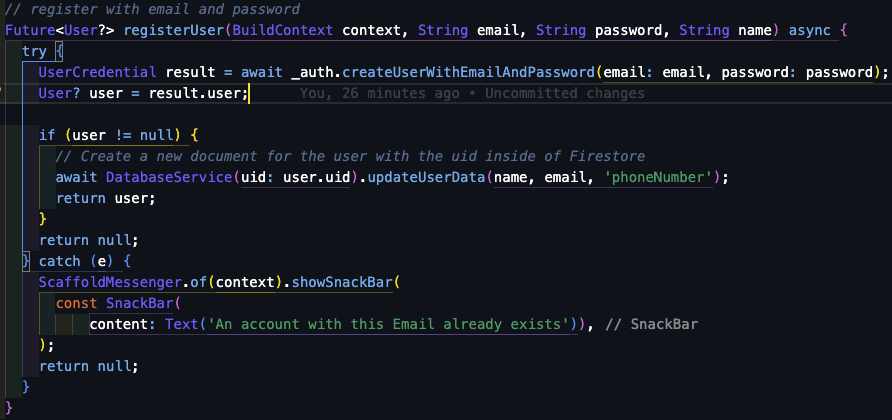 // register with email and password
Future<User?> registerUser(BuildContext context, String email, String password, String name) async {
try {
UserCredential result = await _auth.createUserWithEmailAndPassword(email: email, password: password);
User? user = result.user; You, 26 minutes ago • Uncommitted changes
if (user != null) {
// Create a new document for the user with the uid inside of Firestore
await DatabaseService(uid: user.uid).updateUserData(name, email, 'phoneNumber');
return user;
}
return null;
} catch (e) {
ScaffoldMessenger.of(context).showSnackBar(
const SnackBar(
content: Text('An account with this Email already exists')), // SnackBar
);
return null;
}
}